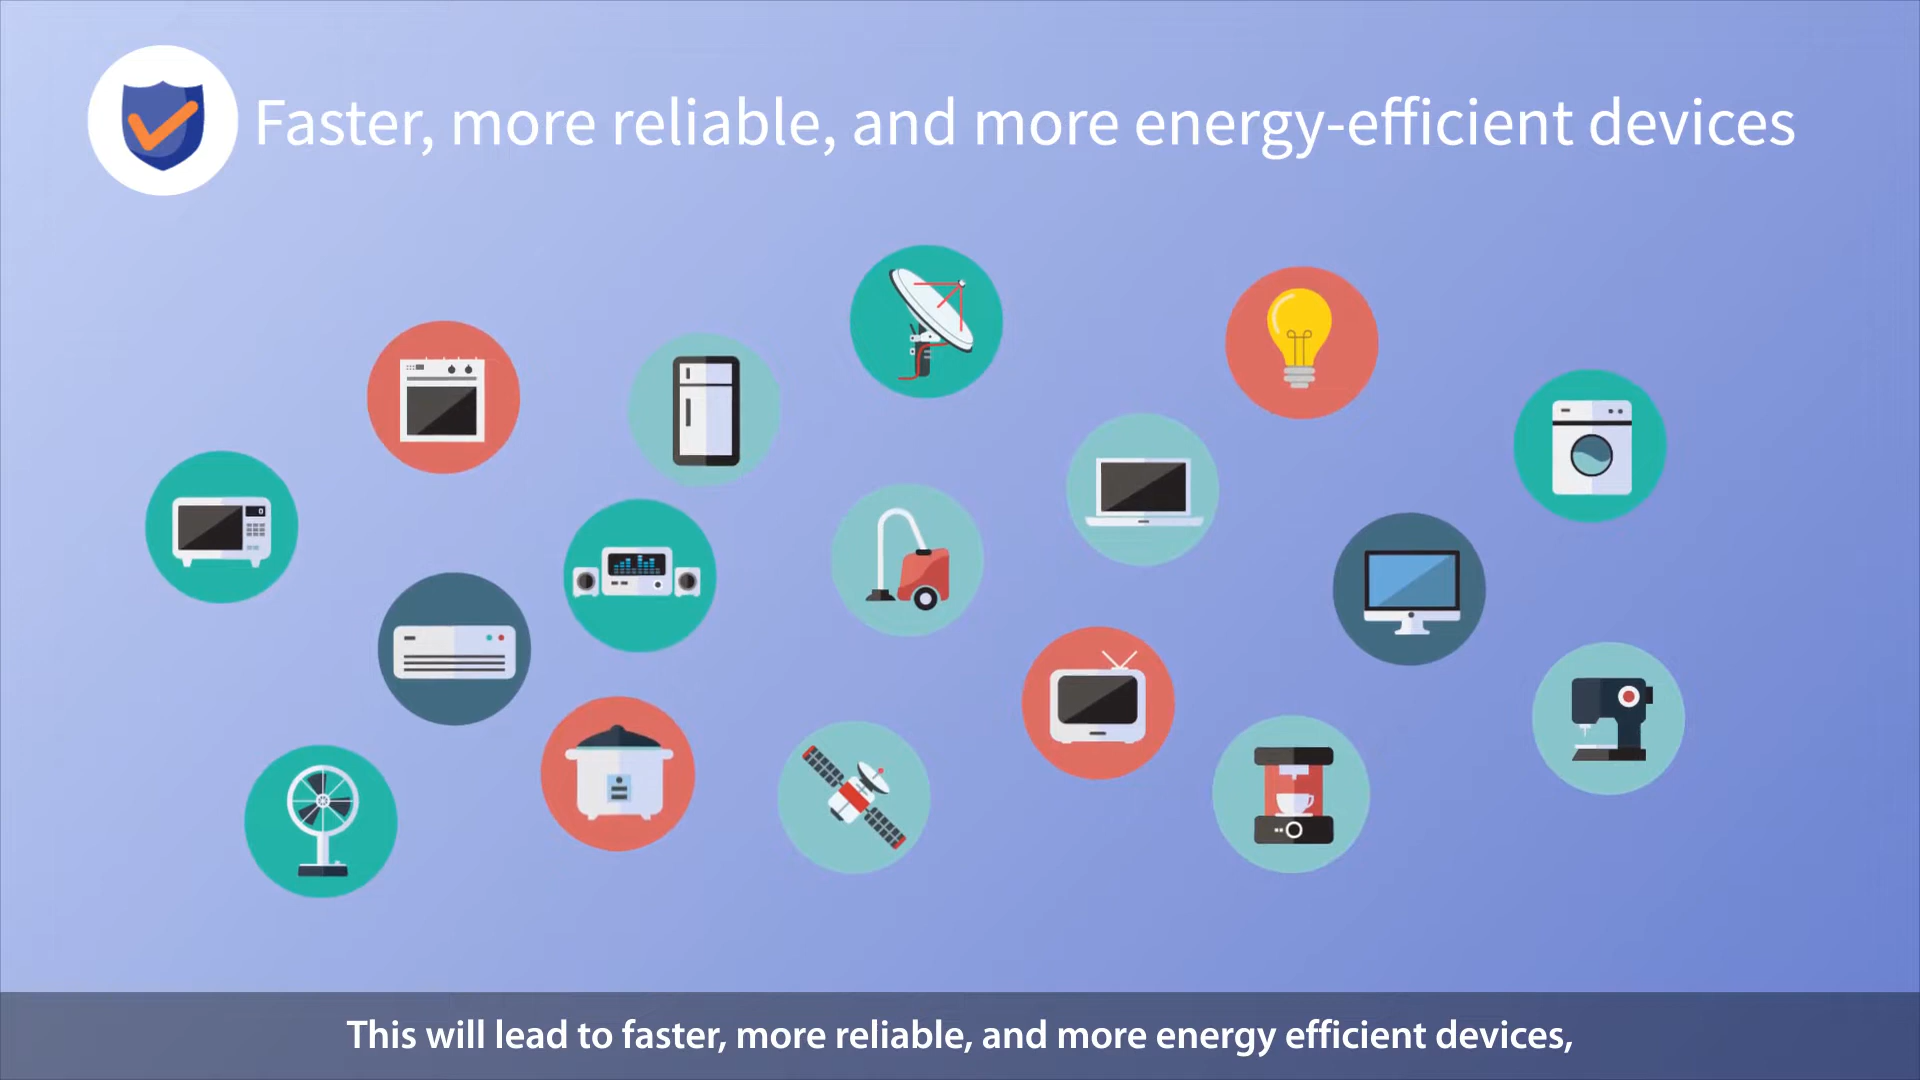 Faster, more reliable, and more energy-efficient devices
0
This will lead to faster, more reliable, and more energy efficient devices,